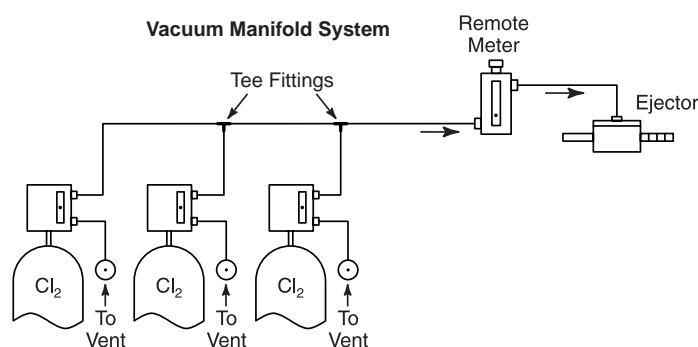 Vacuum Manifold System
Remote
Meter
Tee Fittings
Ejector
Cl₂
Cl₂
Cl₂
To
Vent
To
Vent
To
Vent